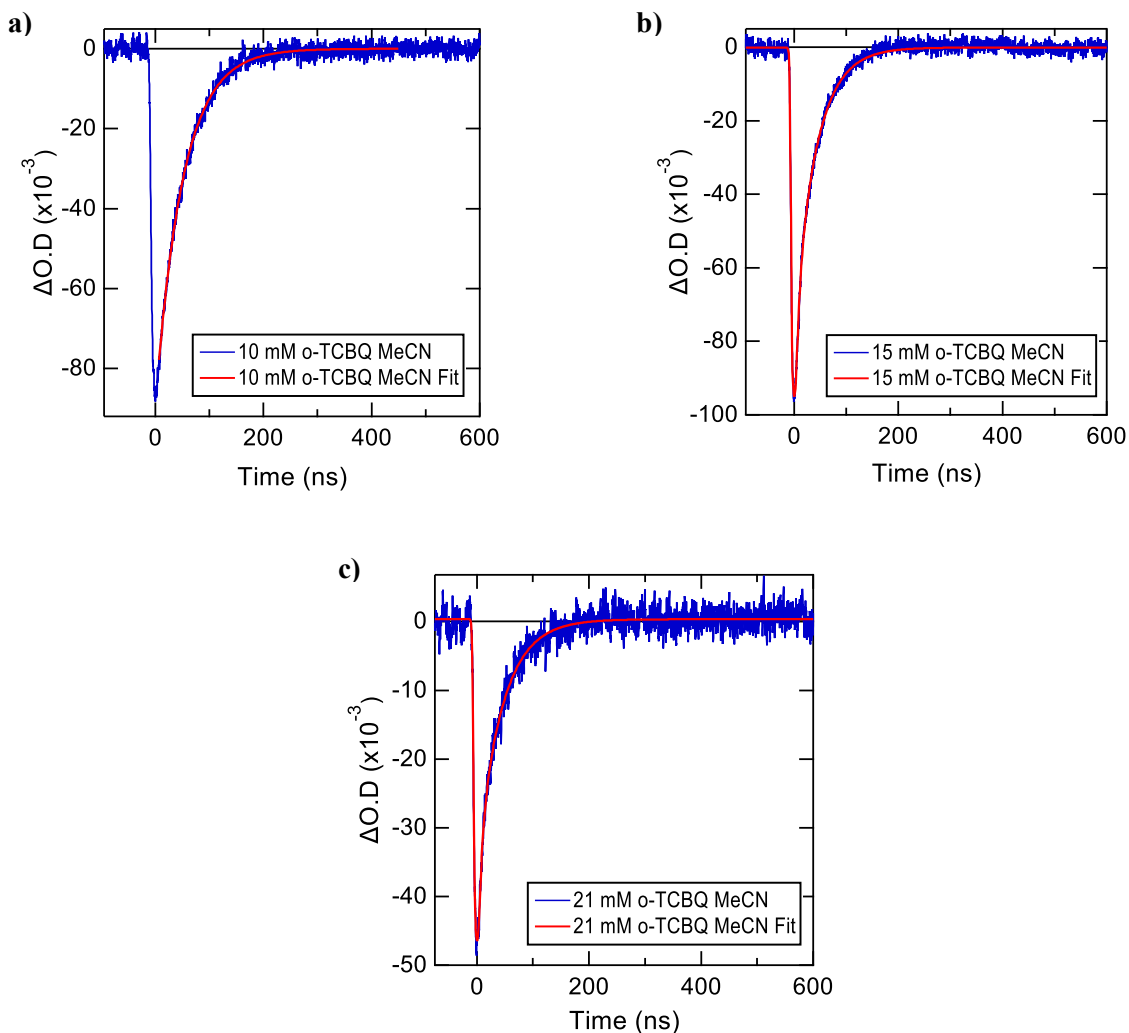 a)
0
-20
-40
-60
-80
ΔO.D (x10⁻³)
10 mM o-TCBQ MeCN
10 mM o-TCBQ MeCN Fit
0 200 400 600
Time (ns)
b)
0
-20
-40
-60
-80
-100
ΔO.D (x10⁻³)
15 mM o-TCBQ MeCN
15 mM o-TCBQ MeCN Fit
0 200 400 600
Time (ns)
c)
0
-10
-20
-30
-40
-50
ΔO.D (x10⁻³)
21 mM o-TCBQ MeCN
21 mM o-TCBQ MeCN Fit
0 200 400 600
Time (ns)